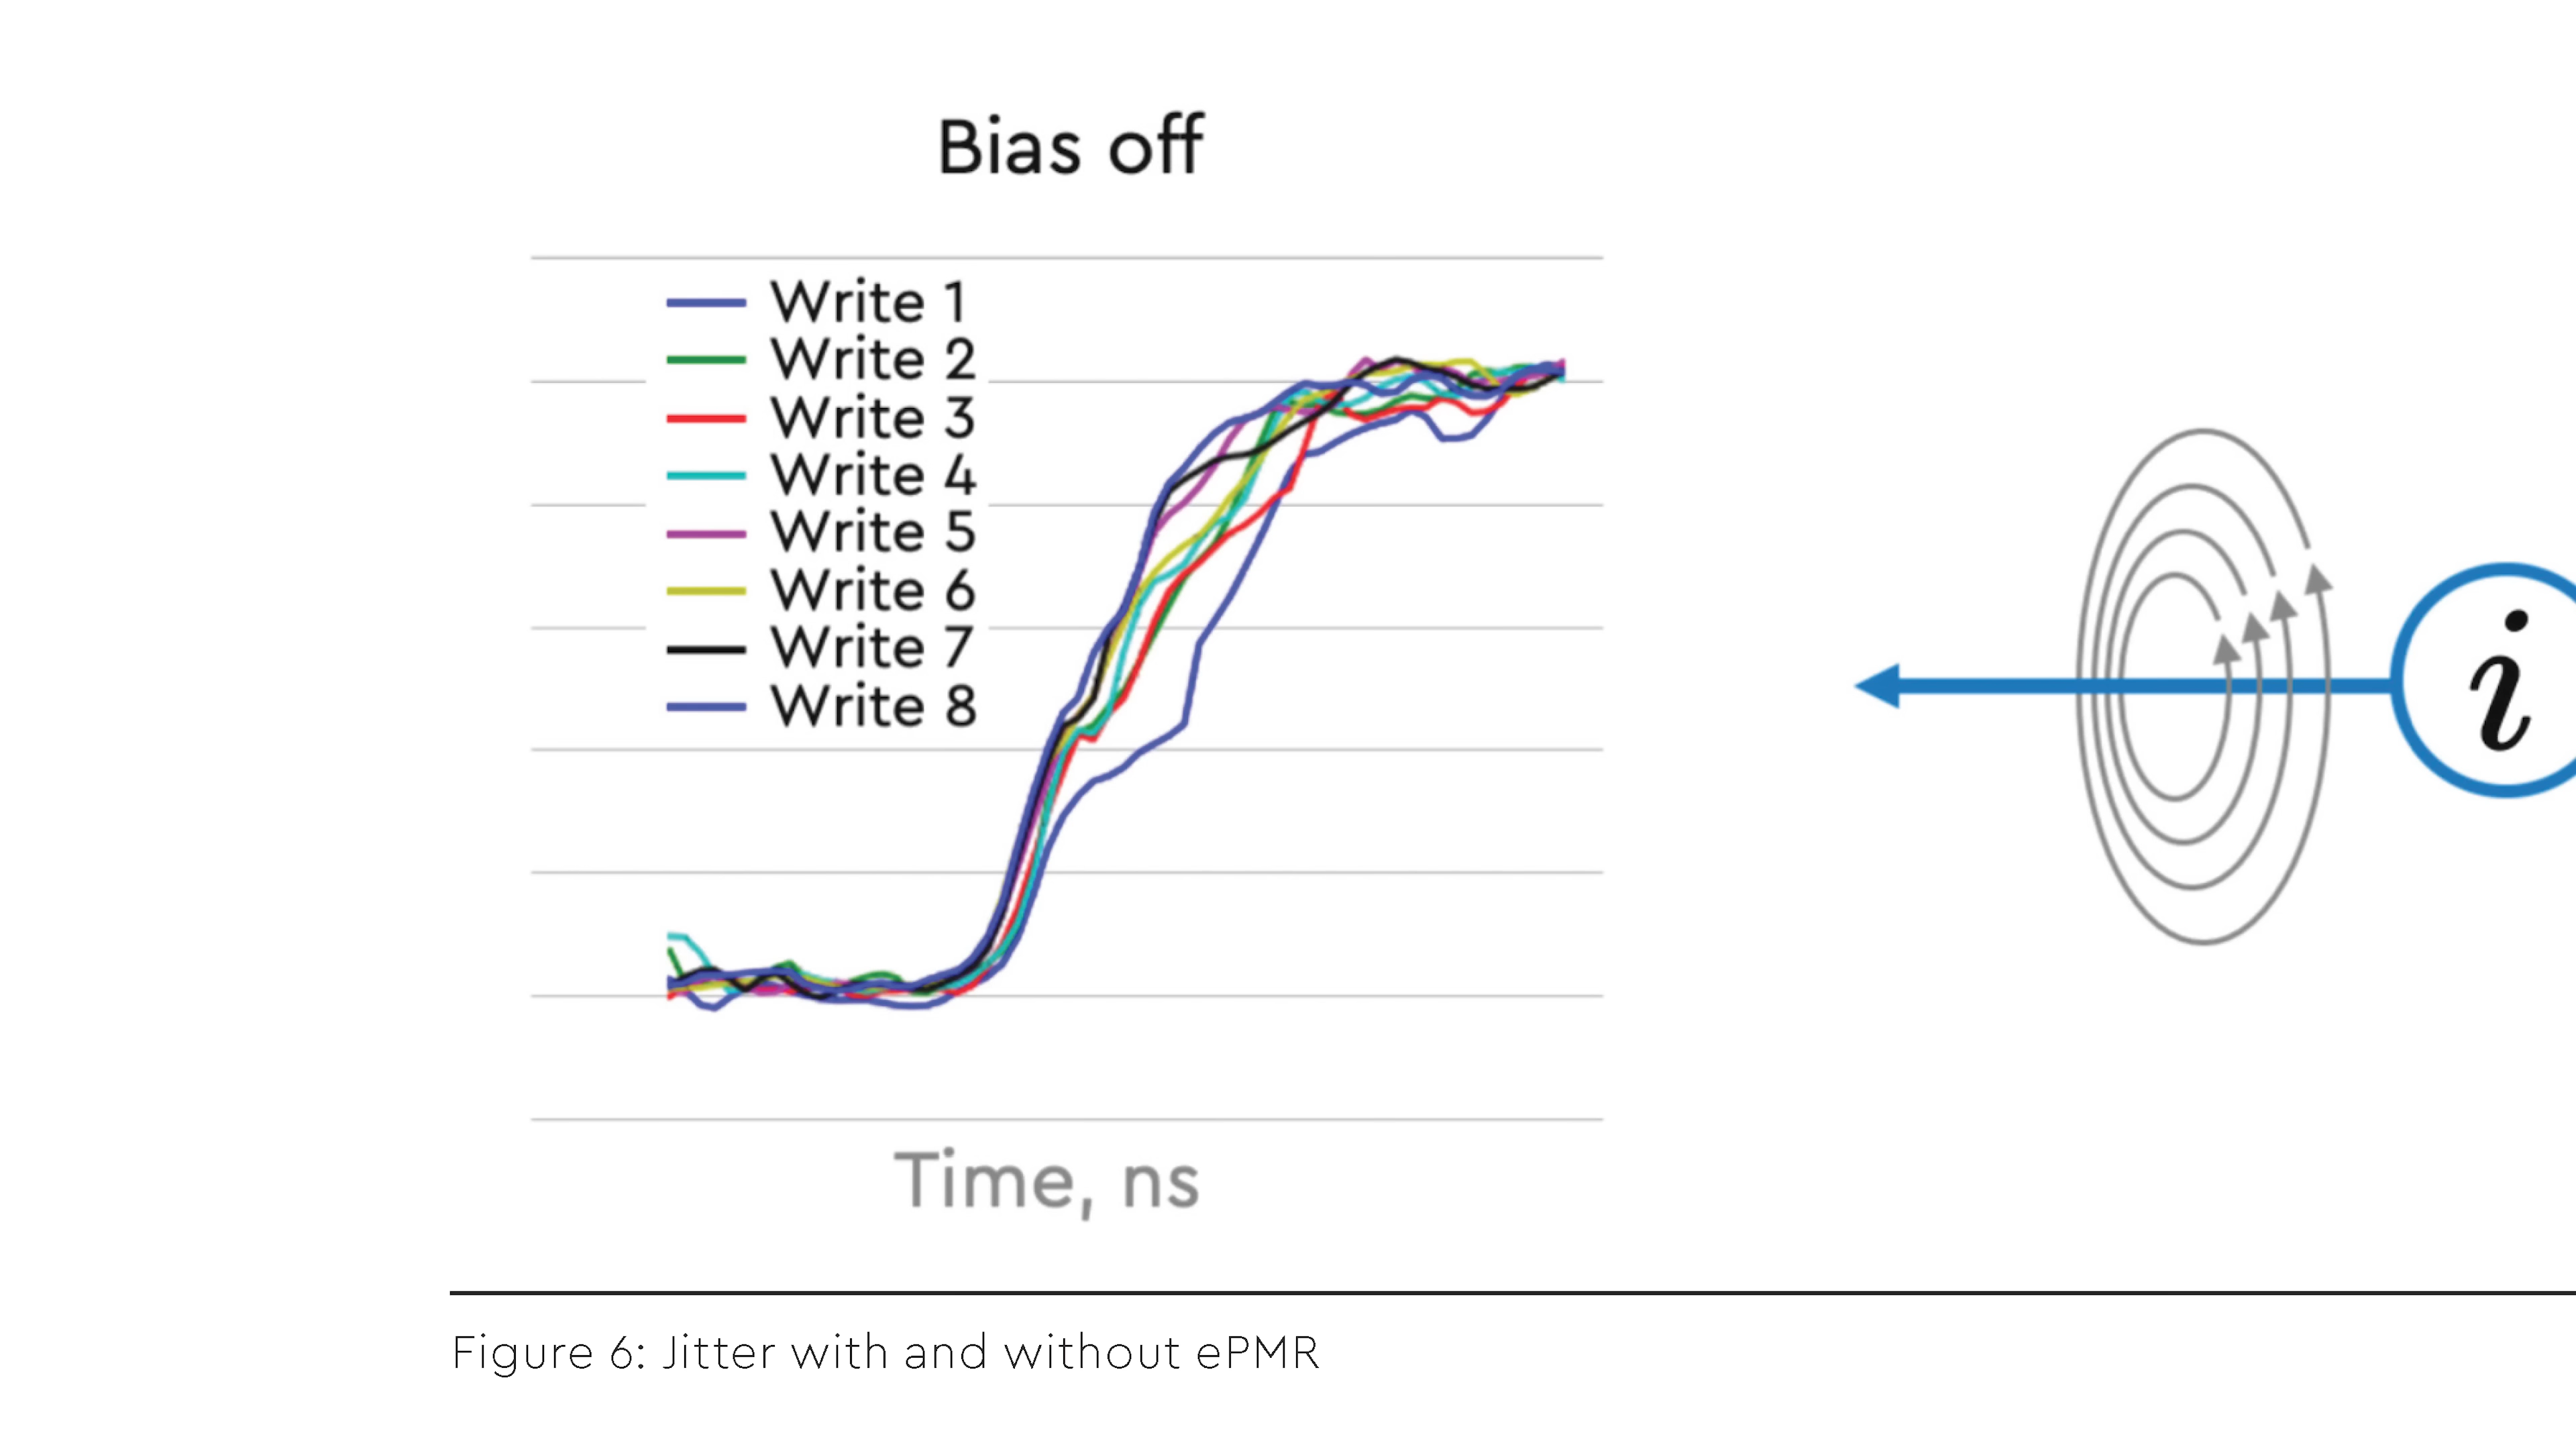 Bias off
Write 1
Write 2
Write 3
Write 4
Write 5
Write 6
Write 7
Write 8
i
Time, ns
Figure 6: Jitter with and without ePMR